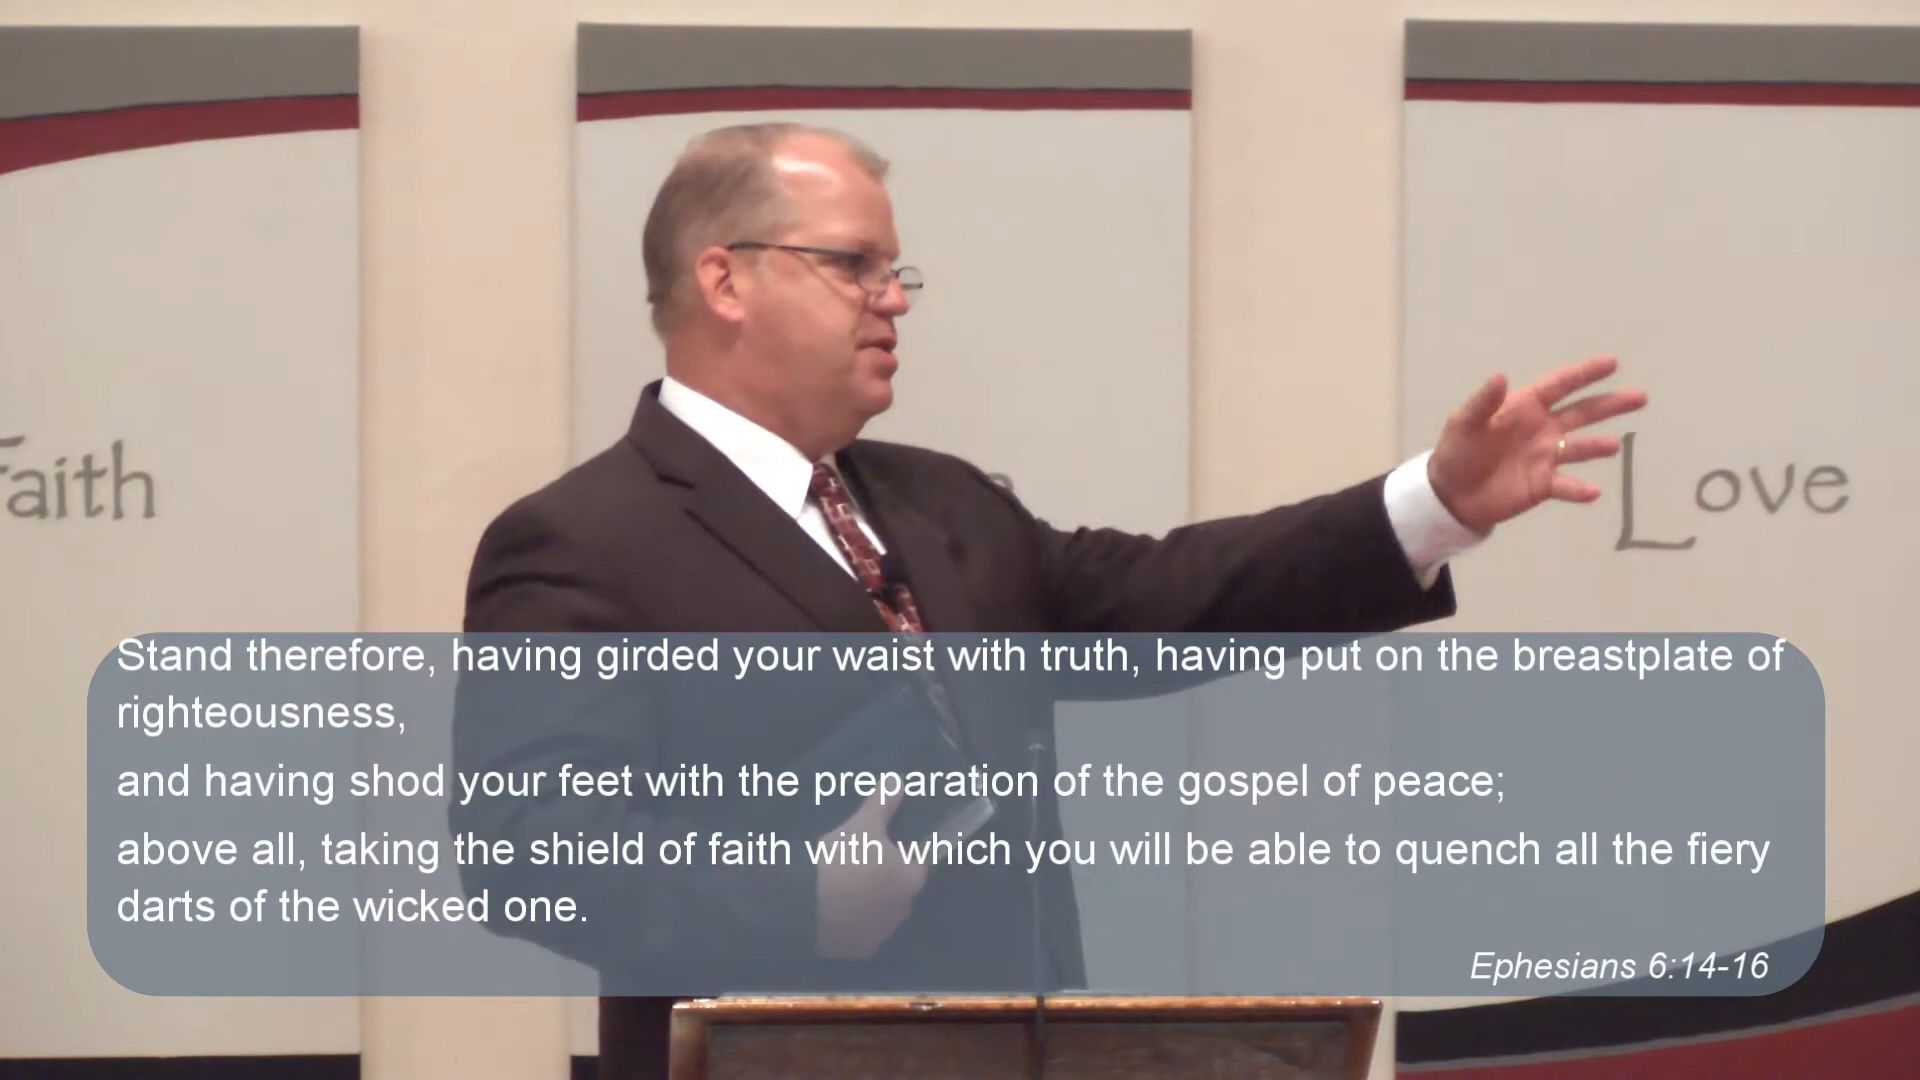 Faith
Love
Stand therefore, having girded your waist with truth, having put on the breastplate of
righteousness,
and having shod your feet with the preparation of the gospel of peace;
above all, taking the shield of faith with which you will be able to quench all the fiery
darts of the wicked one.
Ephesians 6:14-16